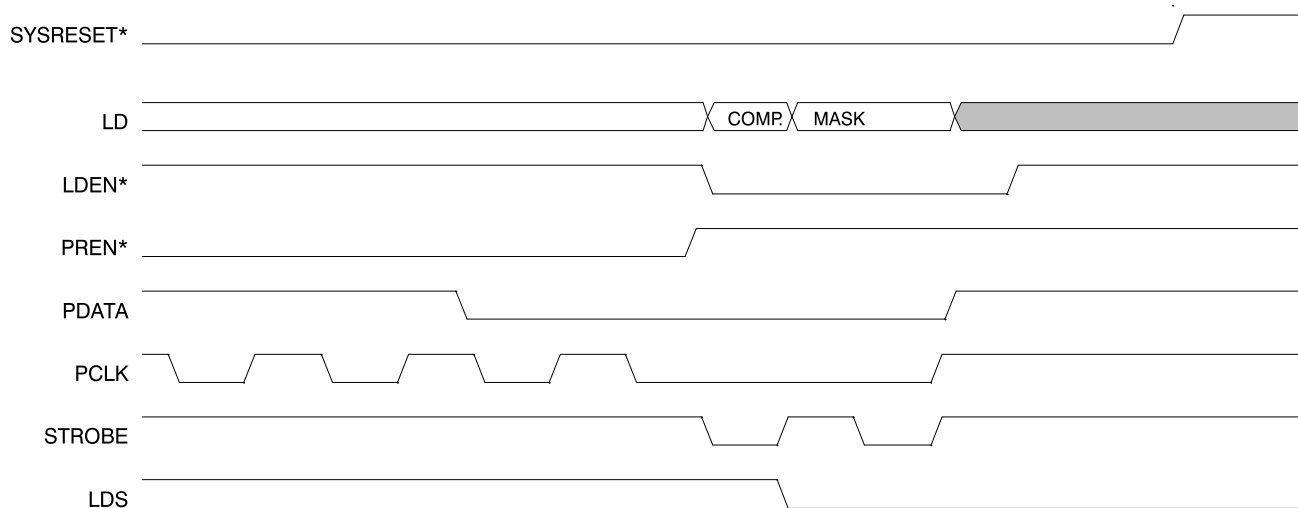 SYSRESET*
LD COMP. MASK
LDEN*
PREN*
PDATA
PCLK
STROBE
LDS